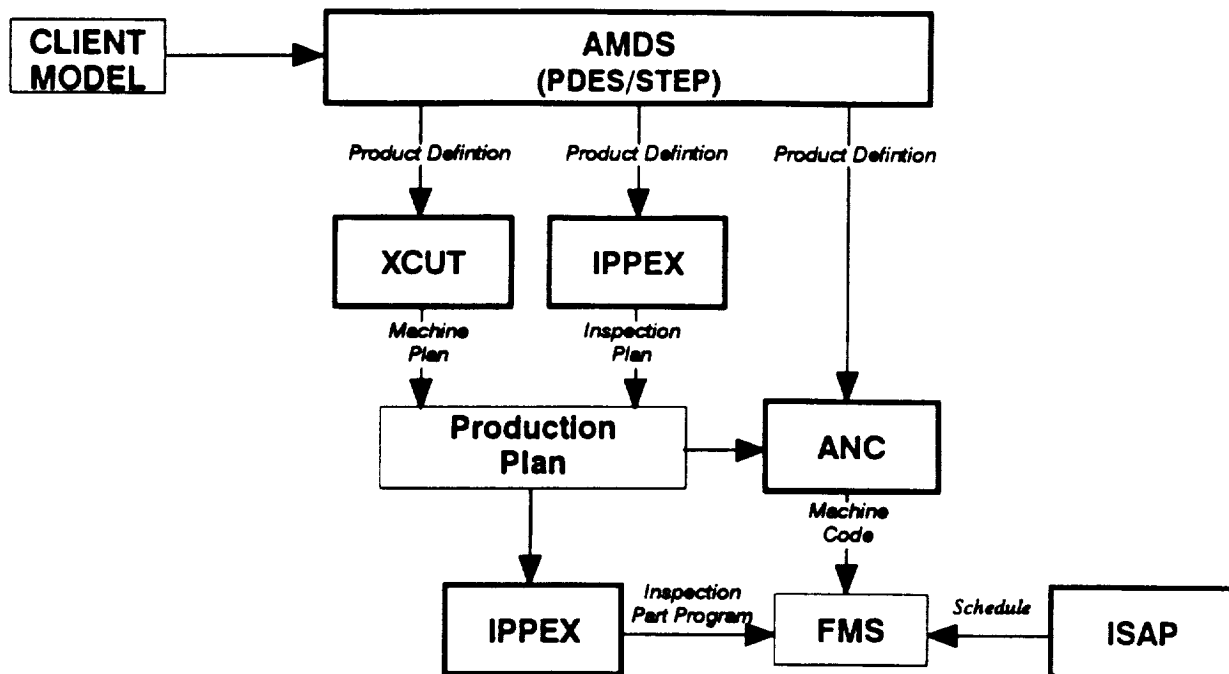 CLIENT
MODEL
AMDS
(PDES/STEP)
Product Defintion
Product Defintion
Product Defintion
XCUT
IPPEX
Machine
Plan
Inspection
Plan
Production
Plan
ANC
Machine
Code
IPPEX
Inspection
Part Program
FMS
Schedule
ISAP